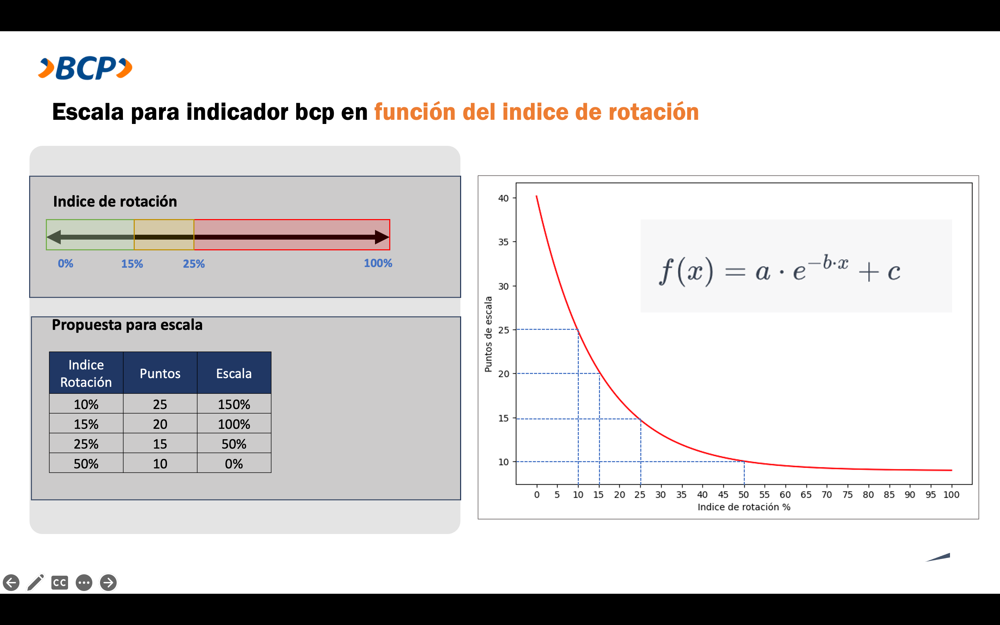 BCP
Escala para indicador bcp en función del indice de rotación
Indice de rotación
0% 15% 25% 100%
Propuesta para escala
Indice Rotación Puntos Escala
10% 25 150%
15% 20 100%
25% 15 50%
50% 10 0%
40
35
30
25
20
15
10
Puntos de escala
f(x) = a · e^{-b·x} + c
0 5 10 15 20 25 30 35 40 45 50 55 60 65 70 75 80 85 90 95 100
Indice de rotación %
CC